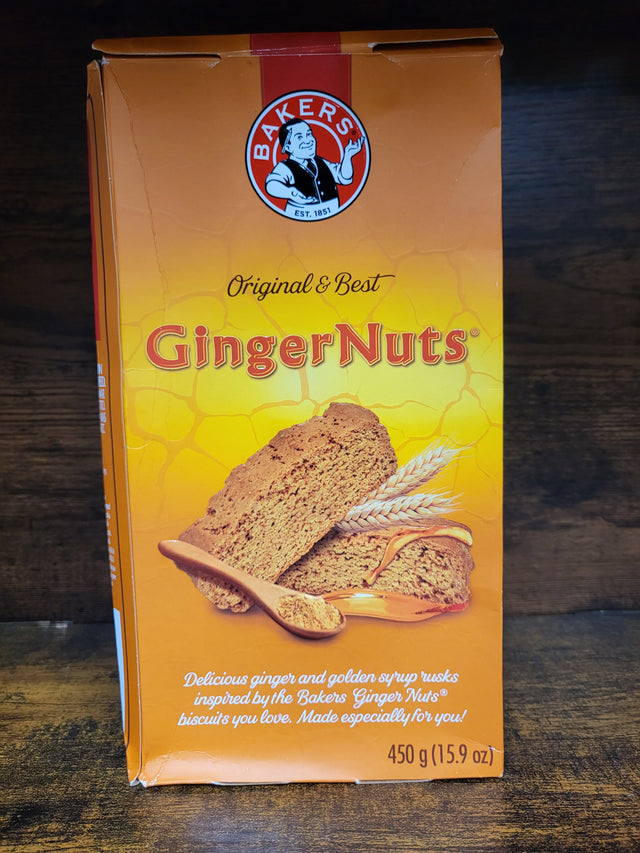 BAKERS®
EST. 1851
Original & Best
GingerNuts®
Delicious ginger and golden syrup rusks
inspired by the Bakers Ginger Nuts®
biscuits you love. Made especially for you!
450 g (15.9 oz)